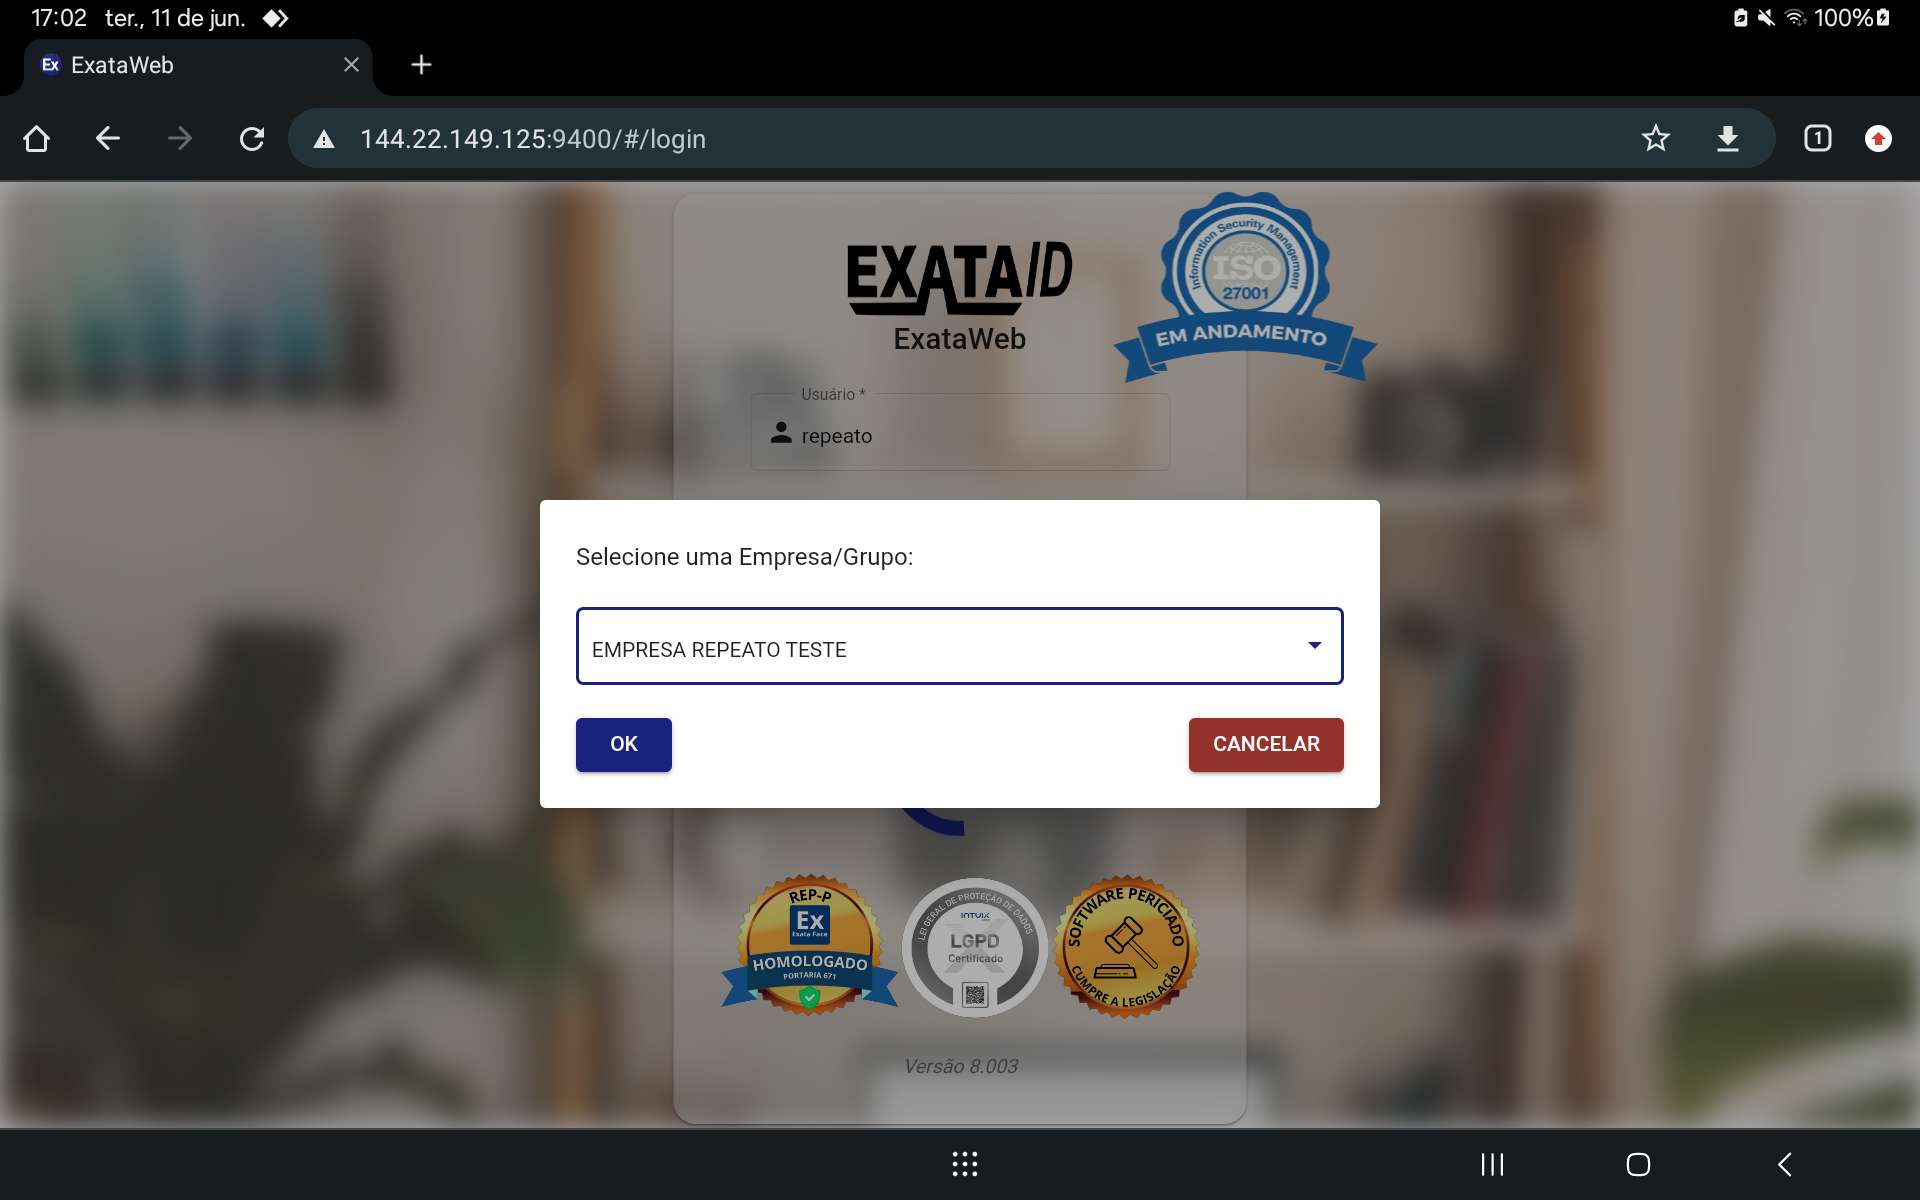 17:02 ter., 11 de jun.
100%
Ex ExataWeb
144.22.149.125:9400/#/login
1
EXATAID
ExataWeb
Information Security Management
ISO
27001
EM ANDAMENTO
Usuário *
repeato
Selecione uma Empresa/Grupo:
EMPRESA REPEATO TESTE
OK
CANCELAR
REP-P
Ex
Exata Face
HOMOLOGADO
PORTARIA 671
LEI GERAL DE PROTEÇÃO DE DADOS
INTUIX
LGPD
Certificado
SOFTWARE PERICIADO
CUMPRE A LEGISLAÇÃO
Versão 8.003